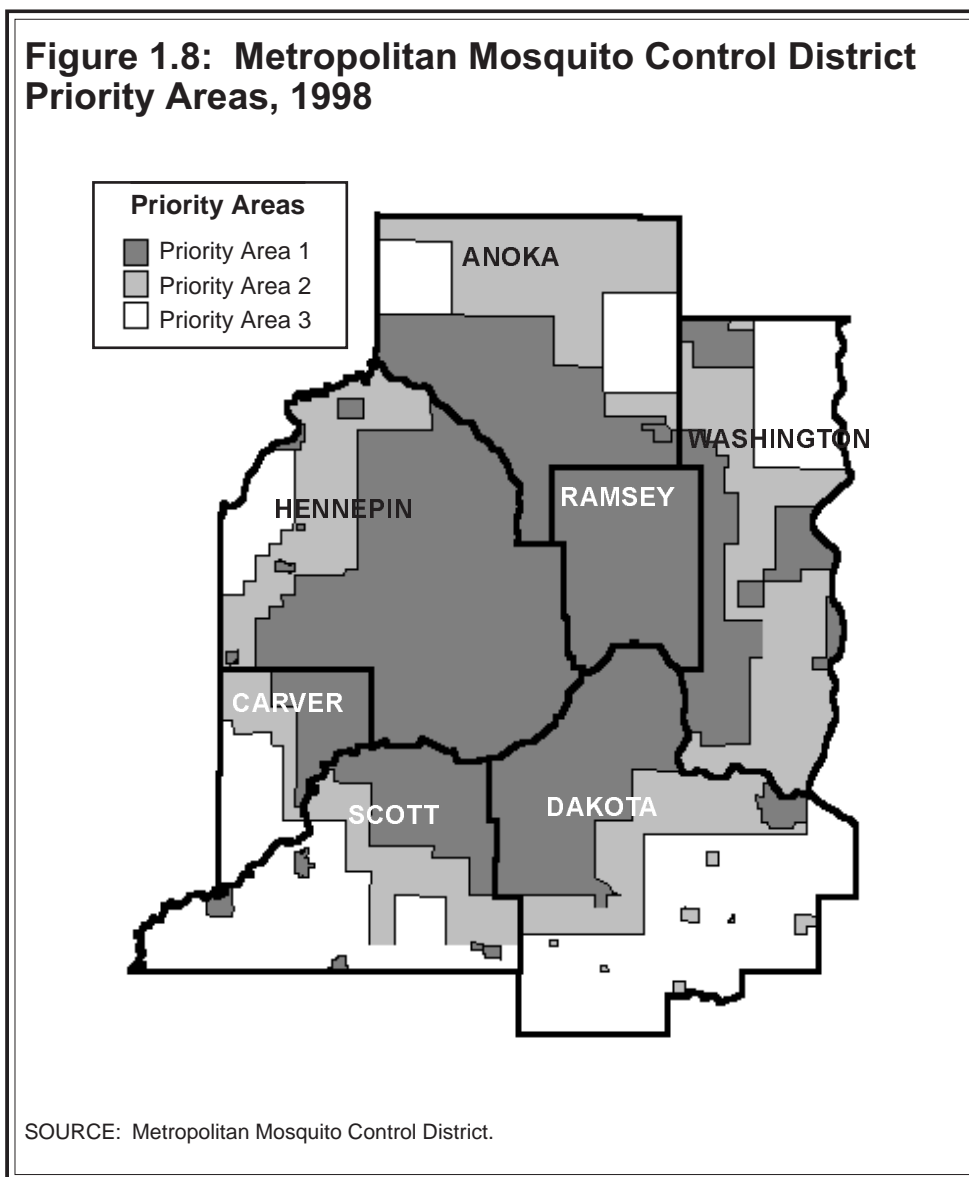 Figure 1.8: Metropolitan Mosquito Control District
Priority Areas, 1998
Priority Areas
Priority Area 1
Priority Area 2
Priority Area 3
ANOKA
WASHINGTON
RAMSEY
HENNEPIN
CARVER
SCOTT
DAKOTA
SOURCE: Metropolitan Mosquito Control District.